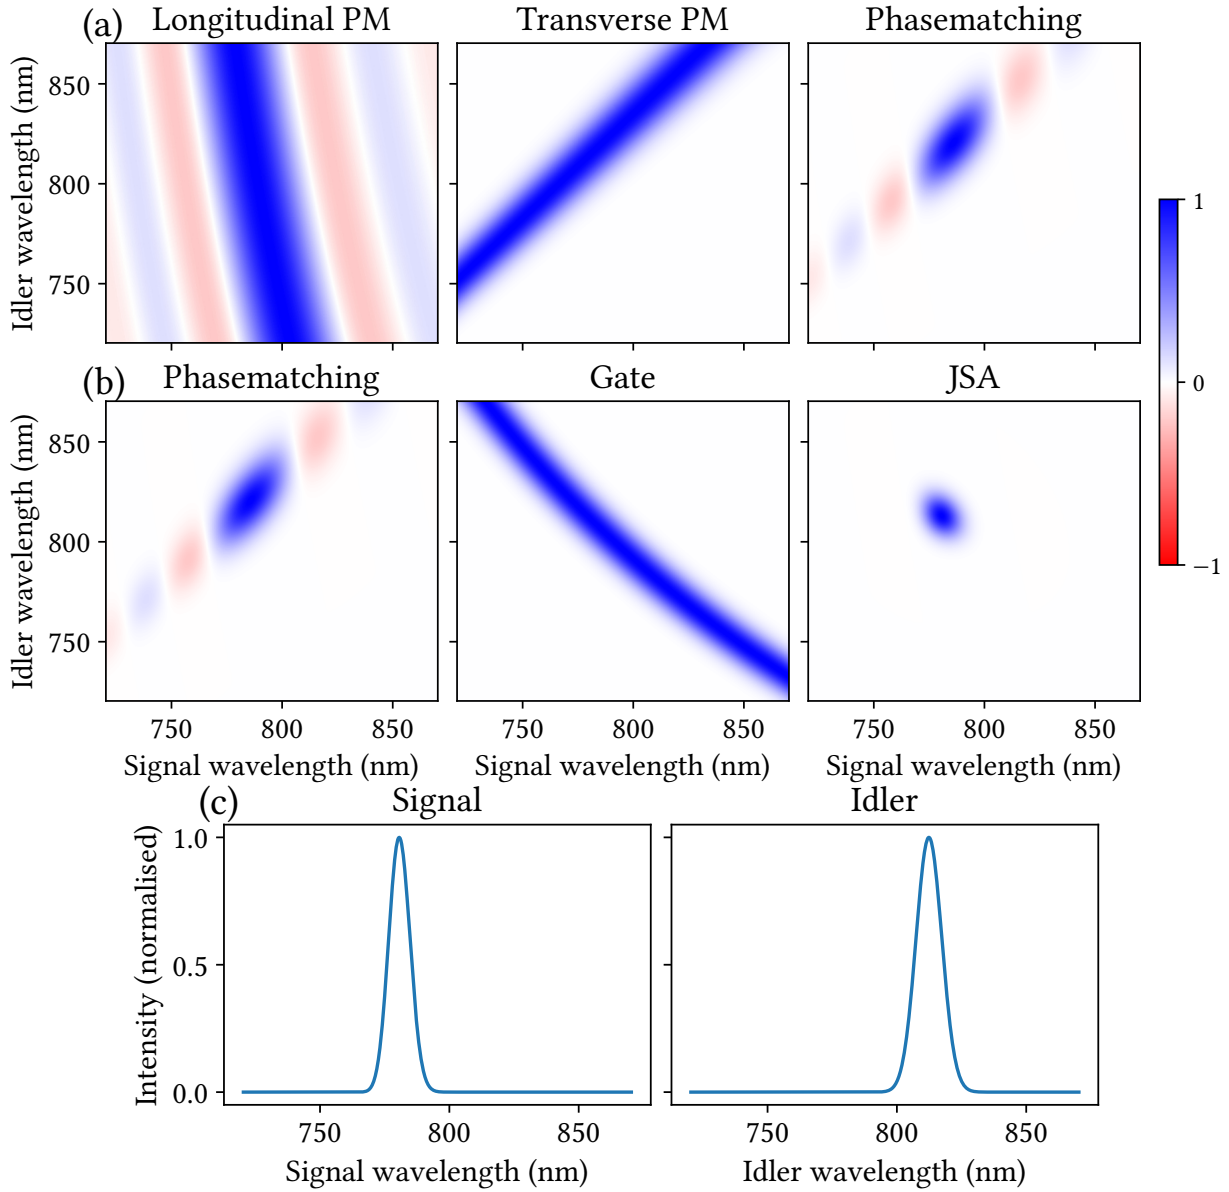 (a) Longitudinal PM Transverse PM Phasematching
Idler wavelength (nm)
850
800
750
1
0
−1
(b) Phasematching Gate JSA
Idler wavelength (nm)
850
800
750
750 800 850 750 800 850 750 800 850
Signal wavelength (nm) Signal wavelength (nm) Signal wavelength (nm)
(c) Signal Idler
Intensity (normalised)
1.0
0.5
0.0
750 800 850 750 800 850
Signal wavelength (nm) Idler wavelength (nm)